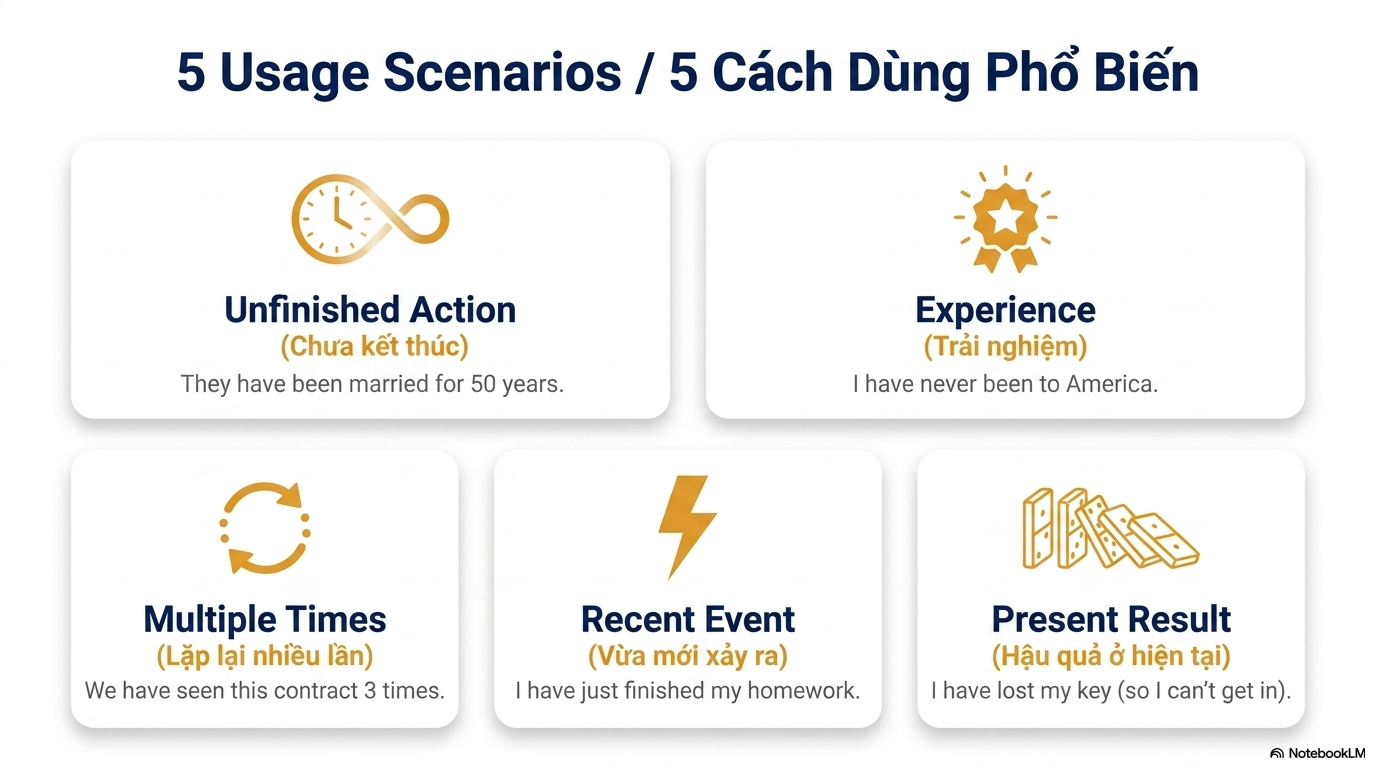 5 Usage Scenarios / 5 Cách Dùng Phổ Biến
Unfinished Action
(Chưa kết thúc)
They have been married for 50 years.
Experience
(Trải nghiệm)
I have never been to America.
Multiple Times
(Lặp lại nhiều lần)
We have seen this contract 3 times.
Recent Event
(Vừa mới xảy ra)
I have just finished my homework.
Present Result
(Hậu quả ở hiện tại)
I have lost my key (so I can't get in).
NotebookLM